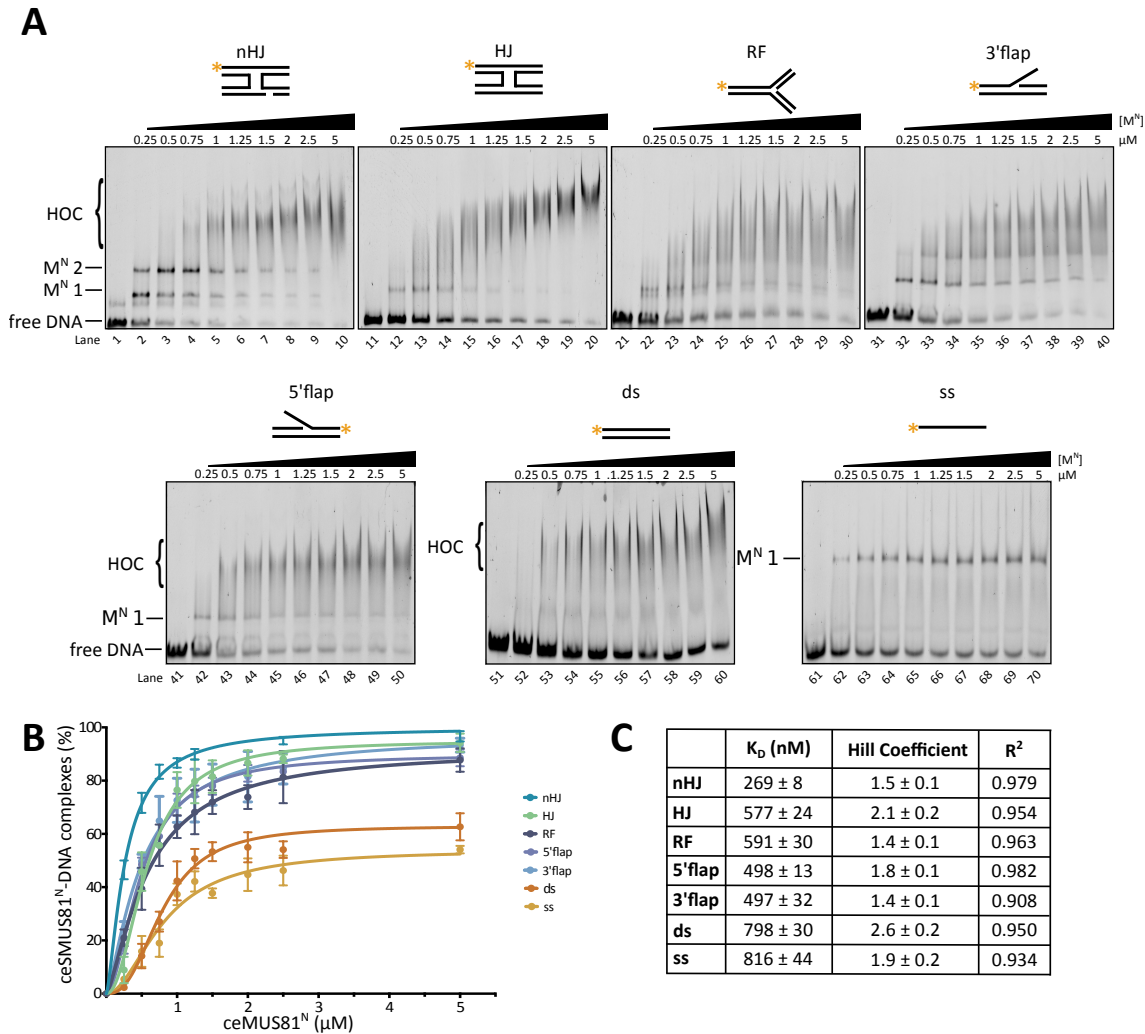 A
nHJ HJ RF 3'flap
* * * *
[Mᴺ]
0.25 0.5 0.75 1 1.25 1.5 2 2.5 5 0.25 0.5 0.75 1 1.25 1.5 2 2.5 5 0.25 0.5 0.75 1 1.25 1.5 2 2.5 5 0.25 0.5 0.75 1 1.25 1.5 2 2.5 5 μM
HOC
Mᴺ 2
Mᴺ 1
free DNA
Lane 1 2 3 4 5 6 7 8 9 10 11 12 13 14 15 16 17 18 19 20 21 22 23 24 25 26 27 28 29 30 31 32 33 34 35 36 37 38 39 40
5'flap ds ss
* * *
[Mᴺ]
0.25 0.5 0.75 1 1.25 1.5 2 2.5 5 0.25 0.5 0.75 1 .1.25 1.5 2 2.5 5 0.25 0.5 0.75 1 1.25 1.5 2 2.5 5 μM
HOC HOC Mᴺ 1
Mᴺ 1
free DNA
Lane 41 42 43 44 45 46 47 48 49 50 51 52 53 54 55 56 57 58 59 60 61 62 63 64 65 66 67 68 69 70
B
ceSMUS81ᴺ-DNA complexes (%)
100
80
60
40
20
0
1 2 3 4 5
ceMUS81ᴺ (μM)
nHJ
HJ
RF
5'flap
3'flap
ds
ss
C
K_D (nM) Hill Coefficient R²
nHJ 269 ± 8 1.5 ± 0.1 0.979
HJ 577 ± 24 2.1 ± 0.2 0.954
RF 591 ± 30 1.4 ± 0.1 0.963
5'flap 498 ± 13 1.8 ± 0.1 0.982
3'flap 497 ± 32 1.4 ± 0.1 0.908
ds 798 ± 30 2.6 ± 0.2 0.950
ss 816 ± 44 1.9 ± 0.2 0.934